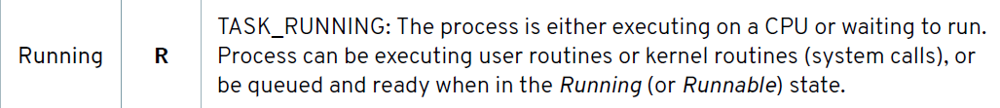 TASK_RUNNING: The process is either executing on a CPU or waiting to run.
Running R Process can be executing user routines or kernel routines (system calls), or
be queued and ready when in the Running (or Runnable) state.